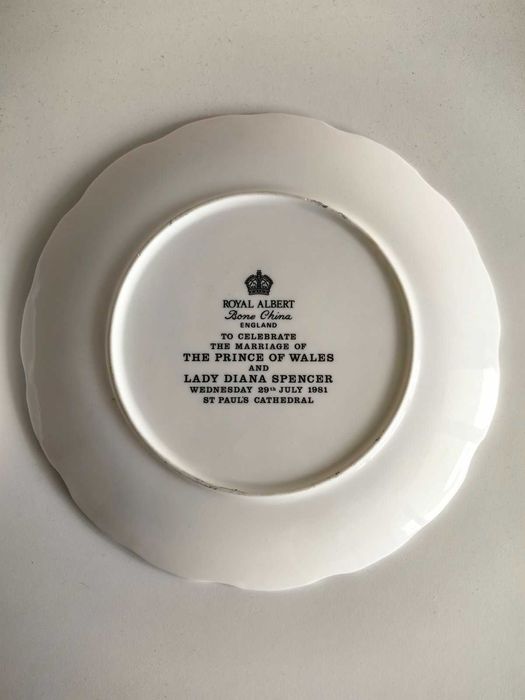 ROYAL ALBERT
Bone China
ENGLAND
TO CELEBRATE
THE MARRIAGE OF
THE PRINCE OF WALES
AND
LADY DIANA SPENCER
WEDNESDAY 29th JULY 1981
ST PAUL'S CATHEDRAL